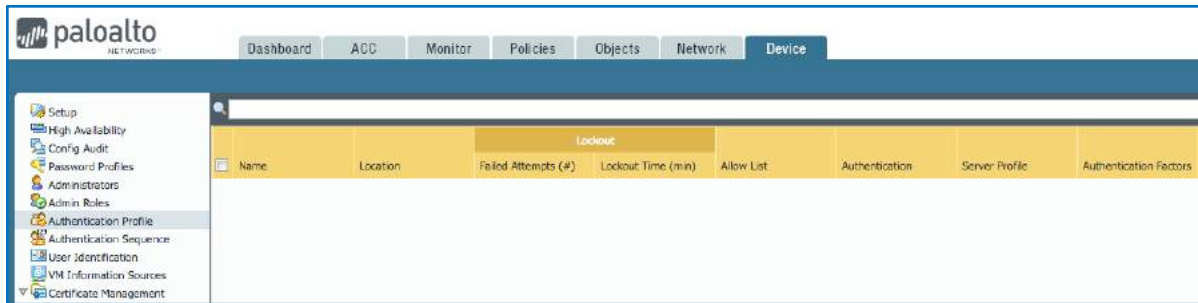 paloalto
NETWORKS
Dashboard ACC Monitor Policies Objects Network Device
Setup
High Availability
Config Audit
Password Profiles
Administrators
Admin Roles
Authentication Profile
Authentication Sequence
User Identification
VM Information Sources
Certificate Management
Lockout
Name Location Failed Attempts (#) Lockout Time (min) Allow List Authentication Server Profile Authentication Factors